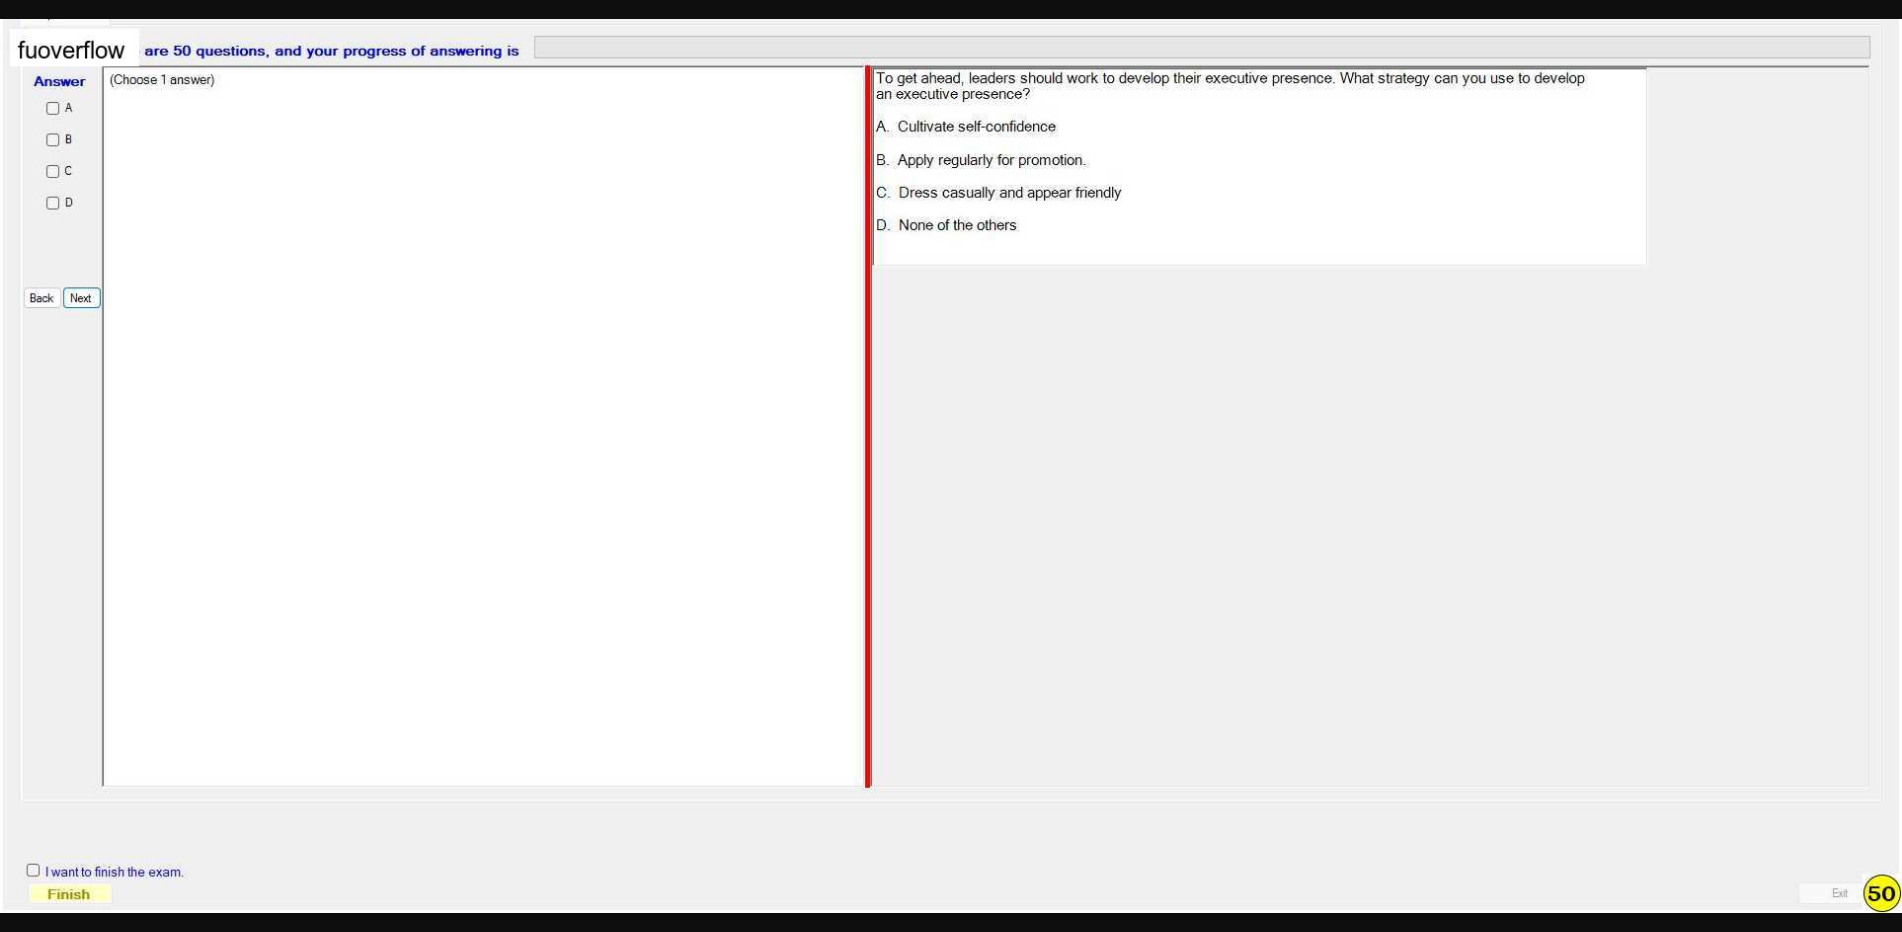 fuoverflow are 50 questions, and your progress of answering is
Answer
(Choose 1 answer)
A
B
C
D
Back Next
To get ahead, leaders should work to develop their executive presence. What strategy can you use to develop
an executive presence?
A. Cultivate self-confidence
B. Apply regularly for promotion.
C. Dress casually and appear friendly
D. None of the others
I want to finish the exam.
Finish
Exit
50